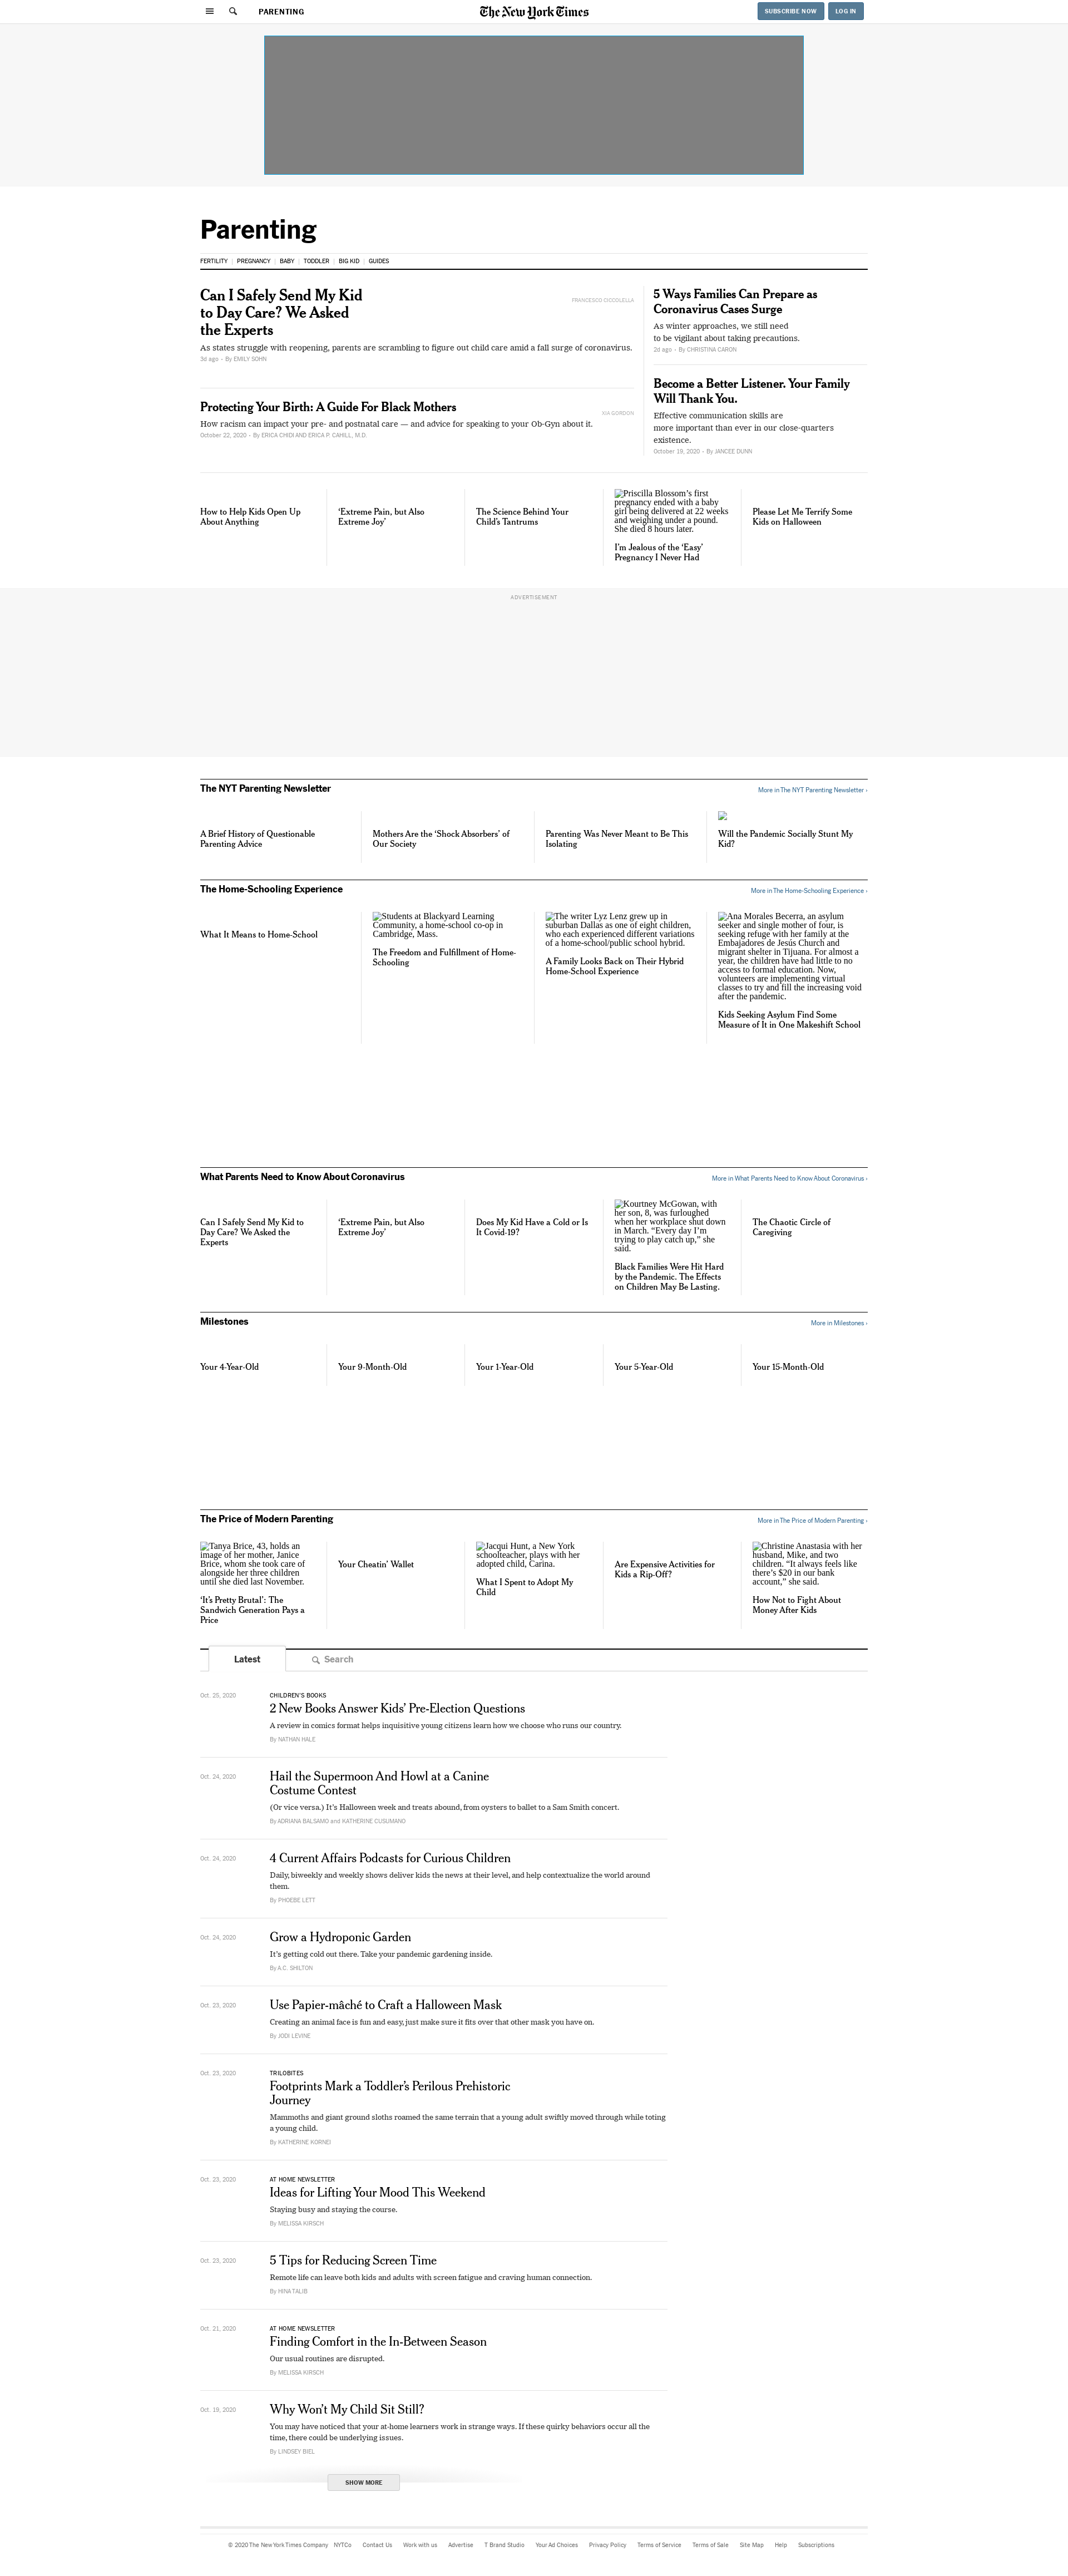 PARENTING
The New York Times
SUBSCRIBE NOW
LOG IN
Parenting
FERTILITY | PREGNANCY | BABY | TODDLER | BIG KID | GUIDES
Can I Safely Send My Kid
to Day Care? We Asked
the Experts
FRANCESCO CICCOLELLA
As states struggle with reopening, parents are scrambling to figure out child care amid a fall surge of coronavirus.
3d ago - By EMILY SOHN
Protecting Your Birth: A Guide For Black Mothers
XIA GORDON
How racism can impact your pre- and postnatal care — and advice for speaking to your Ob-Gyn about it.
October 22, 2020 - By ERICA CHIDI AND ERICA P. CAHILL, M.D.
5 Ways Families Can Prepare as
Coronavirus Cases Surge
As winter approaches, we still need
to be vigilant about taking precautions.
2d ago - By CHRISTINA CARON
Become a Better Listener. Your Family
Will Thank You.
Effective communication skills are
more important than ever in our close-quarters
existence.
October 19, 2020 - By JANCEE DUNN
How to Help Kids Open Up
About Anything
‘Extreme Pain, but Also
Extreme Joy’
The Science Behind Your
Child’s Tantrums
Priscilla Blossom’s first
pregnancy ended with a baby
girl being delivered at 22 weeks
and weighing under a pound.
She died 8 hours later.
I’m Jealous of the ‘Easy’
Pregnancy I Never Had
Please Let Me Terrify Some
Kids on Halloween
ADVERTISEMENT
The NYT Parenting Newsletter
More in The NYT Parenting Newsletter ›
A Brief History of Questionable
Parenting Advice
Mothers Are the ‘Shock Absorbers’ of
Our Society
Parenting Was Never Meant to Be This
Isolating
Will the Pandemic Socially Stunt My
Kid?
The Home-Schooling Experience
More in The Home-Schooling Experience ›
What It Means to Home-School
Students at Blackyard Learning
Community, a home-school co-op in
Cambridge, Mass.
The Freedom and Fulfillment of Home-
Schooling
The writer Lyz Lenz grew up in
suburban Dallas as one of eight children,
who each experienced different variations
of a home-school/public school hybrid.
A Family Looks Back on Their Hybrid
Home-School Experience
Ana Morales Becerra, an asylum
seeker and single mother of four, is
seeking refuge with her family at the
Embajadores de Jesús Church and
migrant shelter in Tijuana. For almost a
year, the children have had little to no
access to formal education. Now,
volunteers are implementing virtual
classes to try and fill the increasing void
after the pandemic.
Kids Seeking Asylum Find Some
Measure of It in One Makeshift School
What Parents Need to Know About Coronavirus
More in What Parents Need to Know About Coronavirus ›
Can I Safely Send My Kid to
Day Care? We Asked the
Experts
‘Extreme Pain, but Also
Extreme Joy’
Does My Kid Have a Cold or Is
It Covid-19?
Kourtney McGowan, with
her son, 8, was furloughed
when her workplace shut down
in March. “Every day I’m
trying to play catch up,” she
said.
Black Families Were Hit Hard
by the Pandemic. The Effects
on Children May Be Lasting.
The Chaotic Circle of
Caregiving
Milestones
More in Milestones ›
Your 4-Year-Old
Your 9-Month-Old
Your 1-Year-Old
Your 5-Year-Old
Your 15-Month-Old
The Price of Modern Parenting
More in The Price of Modern Parenting ›
Tanya Brice, 43, holds an
image of her mother, Janice
Brice, whom she took care of
alongside her three children
until she died last November.
‘It’s Pretty Brutal’: The
Sandwich Generation Pays a
Price
Your Cheatin’ Wallet
Jacqui Hunt, a New York
schoolteacher, plays with her
adopted child, Carina.
What I Spent to Adopt My
Child
Are Expensive Activities for
Kids a Rip-Off?
Christine Anastasia with her
husband, Mike, and two
children. “It always feels like
there’s $20 in our bank
account,” she said.
How Not to Fight About
Money After Kids
Latest
Search
Oct. 25, 2020
CHILDREN’S BOOKS
2 New Books Answer Kids’ Pre-Election Questions
A review in comics format helps inquisitive young citizens learn how we choose who runs our country.
By NATHAN HALE
Oct. 24, 2020
Hail the Supermoon And Howl at a Canine
Costume Contest
(Or vice versa.) It’s Halloween week and treats abound, from oysters to ballet to a Sam Smith concert.
By ADRIANA BALSAMO and KATHERINE CUSUMANO
Oct. 24, 2020
4 Current Affairs Podcasts for Curious Children
Daily, biweekly and weekly shows deliver kids the news at their level, and help contextualize the world around
them.
By PHOEBE LETT
Oct. 24, 2020
Grow a Hydroponic Garden
It’s getting cold out there. Take your pandemic gardening inside.
By A.C. SHILTON
Oct. 23, 2020
Use Papier-mâché to Craft a Halloween Mask
Creating an animal face is fun and easy, just make sure it fits over that other mask you have on.
By JODI LEVINE
Oct. 23, 2020
TRILOBITES
Footprints Mark a Toddler’s Perilous Prehistoric
Journey
Mammoths and giant ground sloths roamed the same terrain that a young adult swiftly moved through while toting
a young child.
By KATHERINE KORNEI
Oct. 23, 2020
AT HOME NEWSLETTER
Ideas for Lifting Your Mood This Weekend
Staying busy and staying the course.
By MELISSA KIRSCH
Oct. 23, 2020
5 Tips for Reducing Screen Time
Remote life can leave both kids and adults with screen fatigue and craving human connection.
By HINA TALIB
Oct. 21, 2020
AT HOME NEWSLETTER
Finding Comfort in the In-Between Season
Our usual routines are disrupted.
By MELISSA KIRSCH
Oct. 19, 2020
Why Won’t My Child Sit Still?
You may have noticed that your at-home learners work in strange ways. If these quirky behaviors occur all the
time, there could be underlying issues.
By LINDSEY BIEL
SHOW MORE
© 2020 The New York Times Company NYTCo Contact Us Work with us Advertise T Brand Studio Your Ad Choices Privacy Policy Terms of Service Terms of Sale Site Map Help Subscriptions